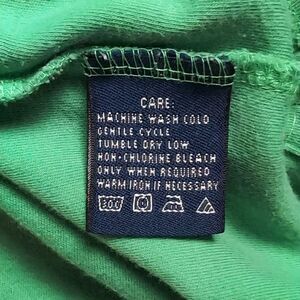 CARE:
MACHINE WASH COLD
GENTLE CYCLE
TUMBLE DRY LOW
NON-CHLORINE BLEACH
ONLY WHEN REQUIRED
WARM IRON IF NECESSARY